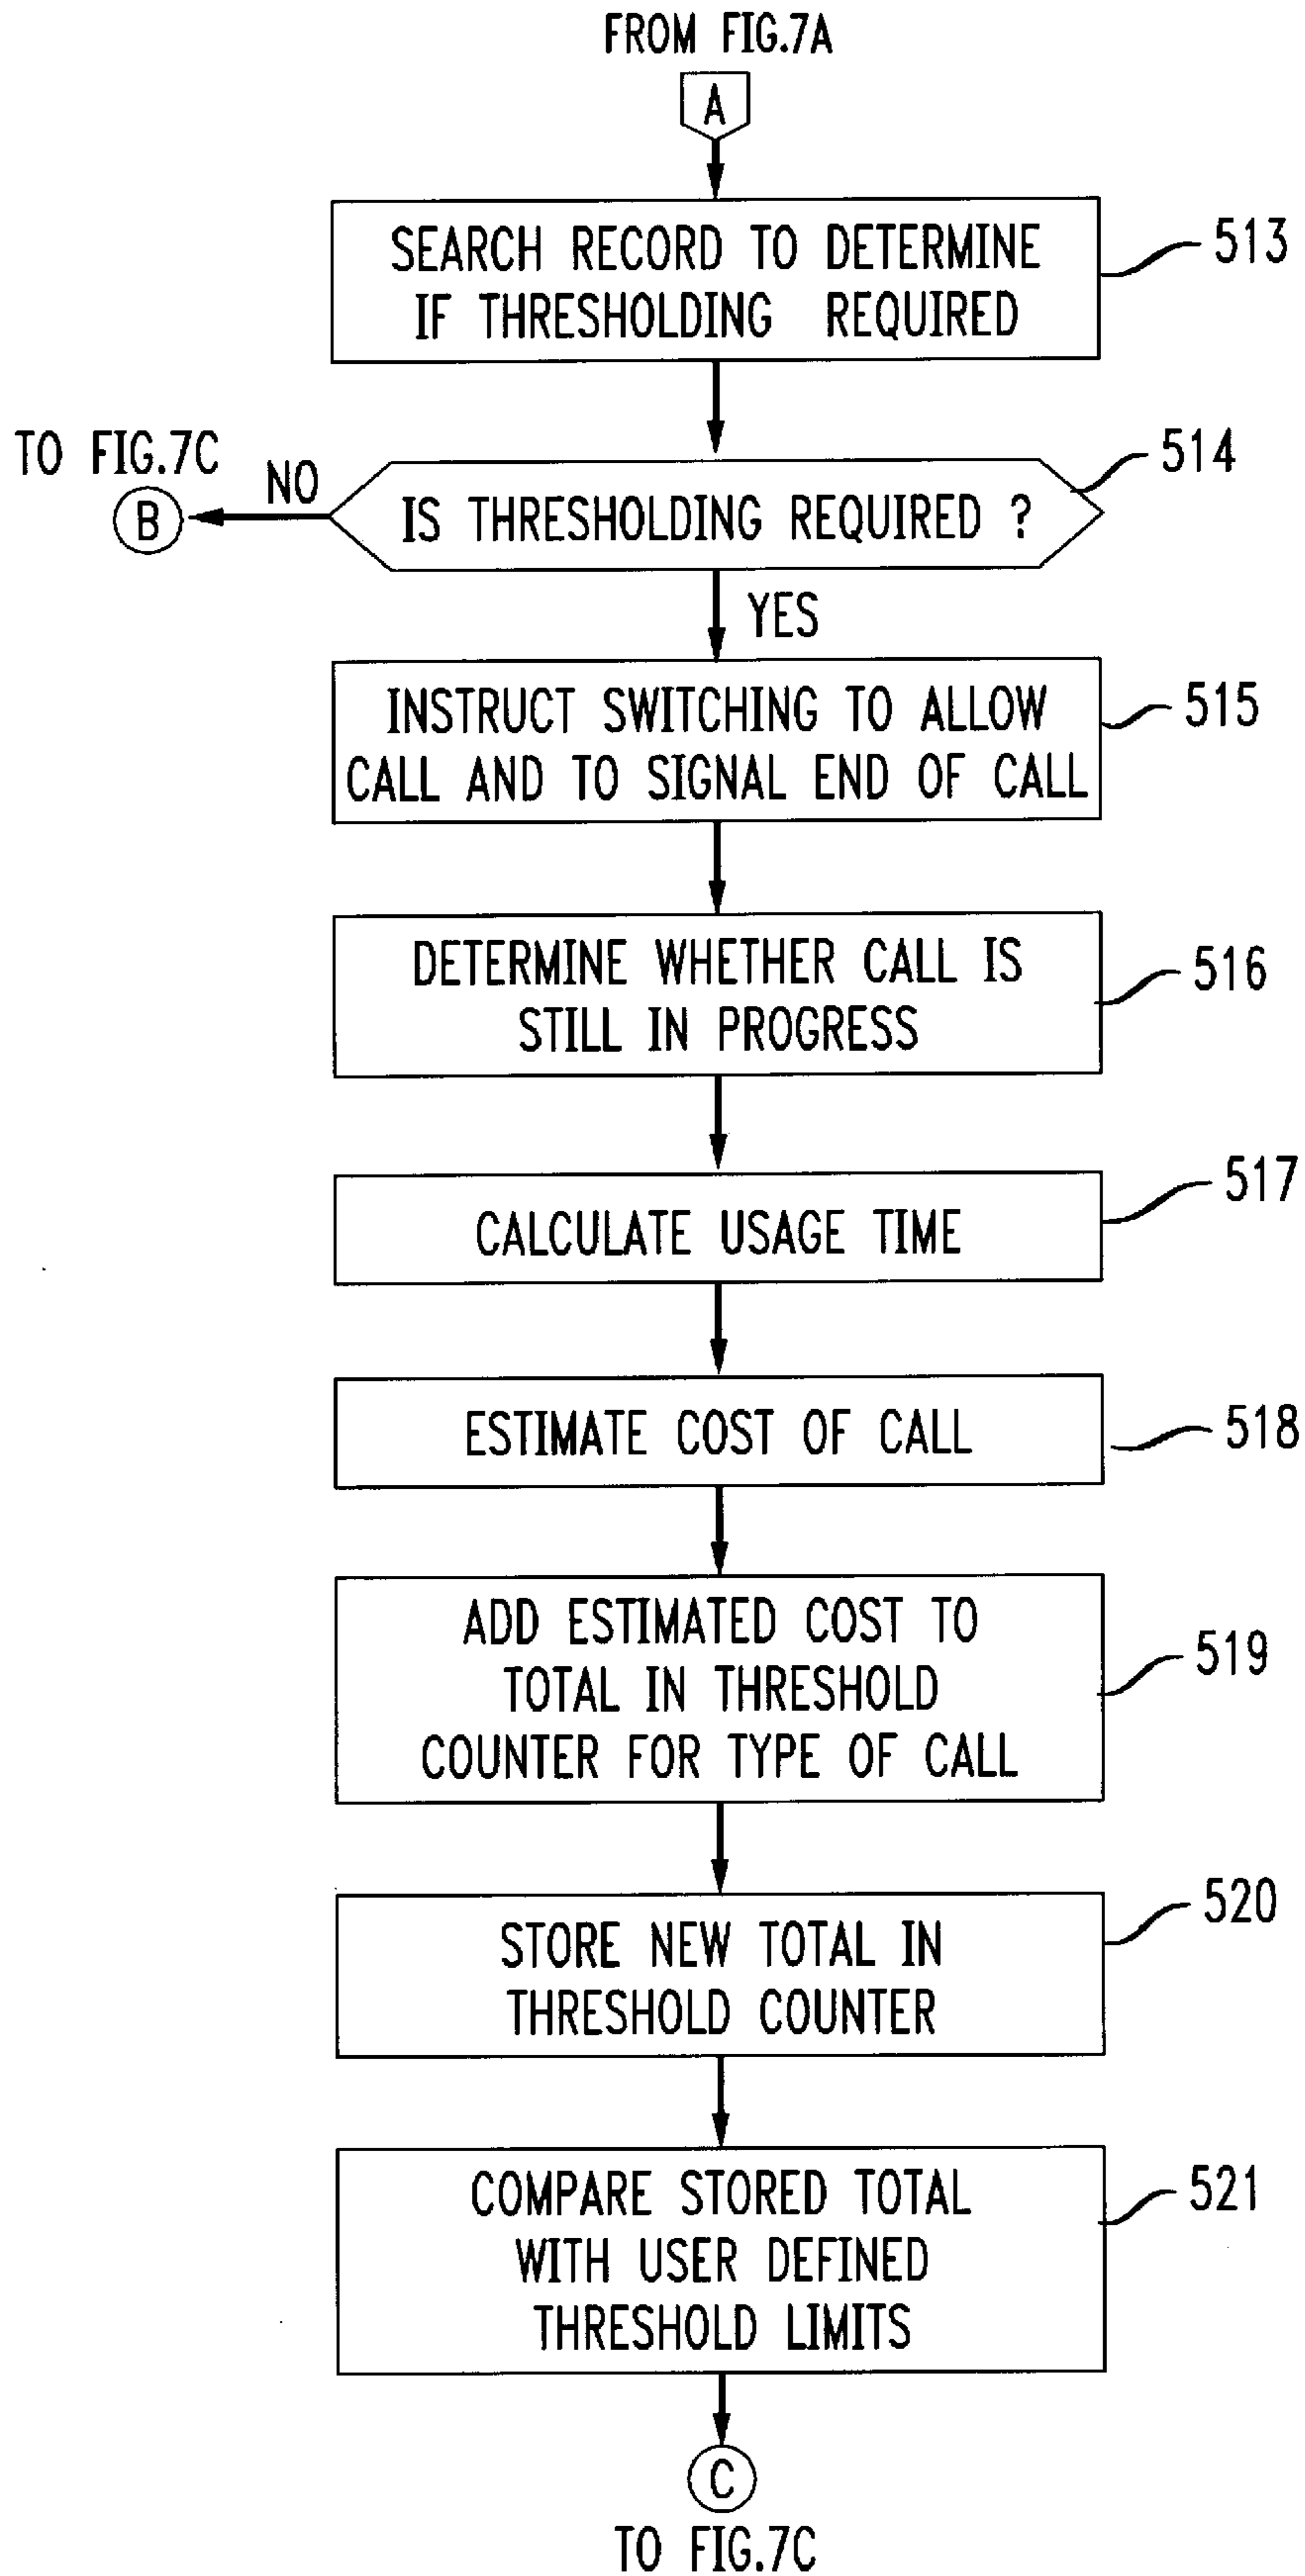 FROM FIG.7A
A
SEARCH RECORD TO DETERMINE
IF THRESHOLDING REQUIRED
513
TO FIG.7C
B
NO
IS THRESHOLDING REQUIRED ?
514
YES
INSTRUCT SWITCHING TO ALLOW
CALL AND TO SIGNAL END OF CALL
515
DETERMINE WHETHER CALL IS
STILL IN PROGRESS
516
CALCULATE USAGE TIME
517
ESTIMATE COST OF CALL
518
ADD ESTIMATED COST TO
TOTAL IN THRESHOLD
COUNTER FOR TYPE OF CALL
519
STORE NEW TOTAL IN
THRESHOLD COUNTER
520
COMPARE STORED TOTAL
WITH USER DEFINED
THRESHOLD LIMITS
521
C
TO FIG.7C